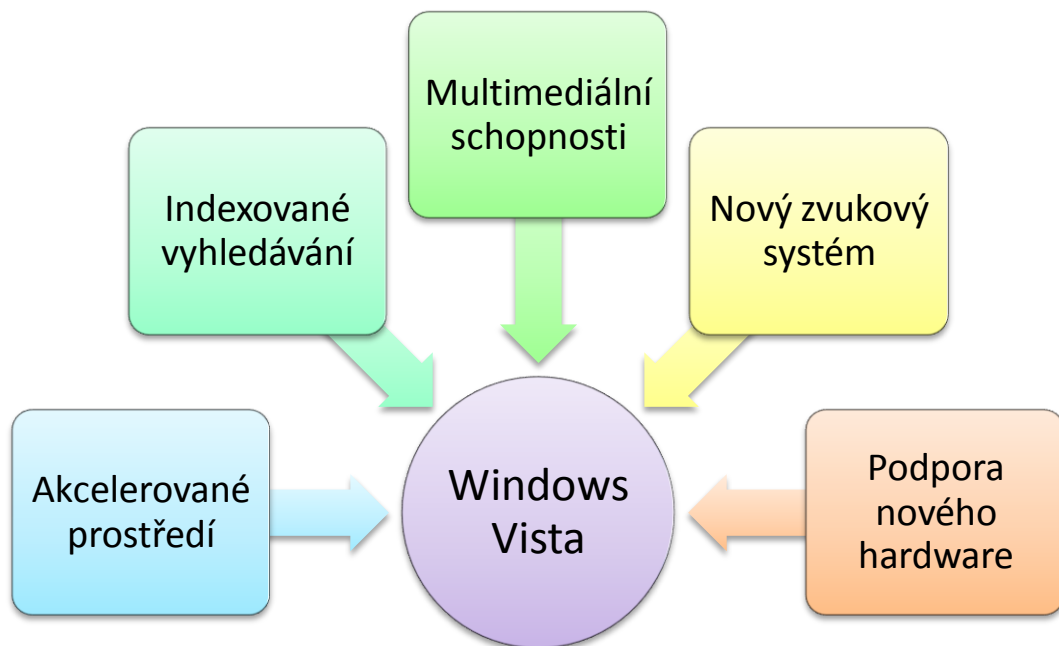 Multimediální
schopnosti
Indexované
vyhledávání
Nový zvukový
systém
Akcelerované
prostředí
Windows
Vista
Podpora
nového
hardware